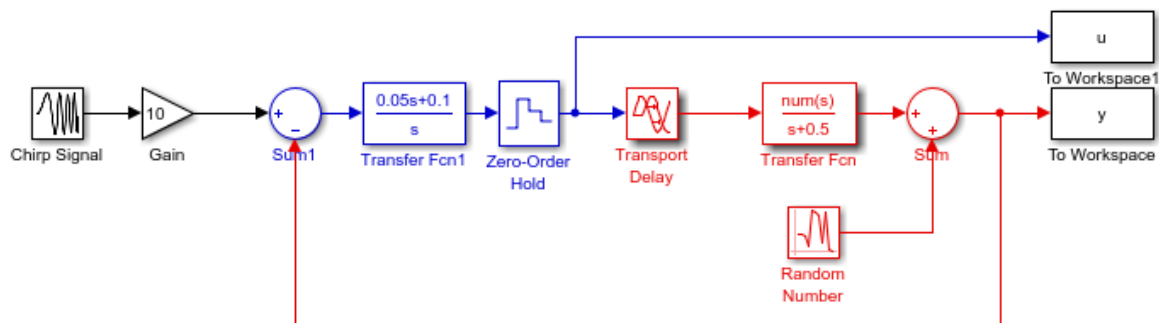 u
To Workspace1
Chirp Signal
10
Gain
+
−
Sum1
0.05s+0.1
s
Transfer Fcn1
Zero-Order
Hold
Transport
Delay
num(s)
s+0.5
Transfer Fcn
+
+
Sum
y
To Workspace
Random
Number